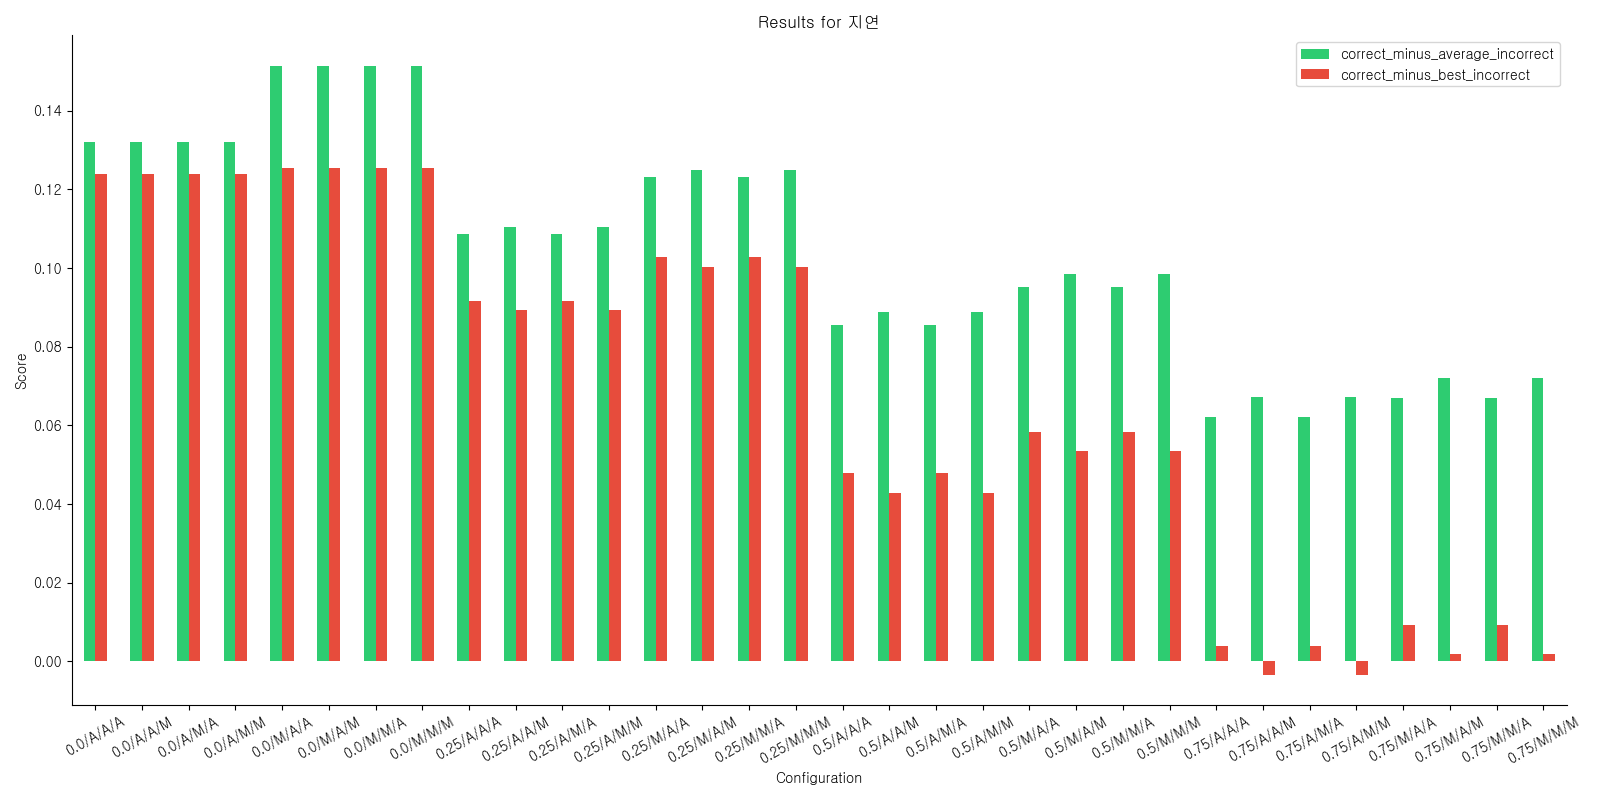 Results for 지연
correct_minus_average_incorrect
correct_minus_best_incorrect
Score
0.14
0.12
0.10
0.08
0.06
0.04
0.02
0.00
0.0/A/A/A
0.0/A/A/M
0.0/A/M/A
0.0/A/M/M
0.0/M/A/A
0.0/M/A/M
0.0/M/M/A
0.0/M/M/M
0.25/A/A/A
0.25/A/A/M
0.25/A/M/A
0.25/A/M/M
0.25/M/A/A
0.25/M/A/M
0.25/M/M/A
0.25/M/M/M
0.5/A/A/A
0.5/A/A/M
0.5/A/M/A
0.5/A/M/M
0.5/M/A/A
0.5/M/A/M
0.5/M/M/A
0.5/M/M/M
0.75/A/A/A
0.75/A/A/M
0.75/A/M/A
0.75/A/M/M
0.75/M/A/A
0.75/M/A/M
0.75/M/M/A
0.75/M/M/M
Configuration